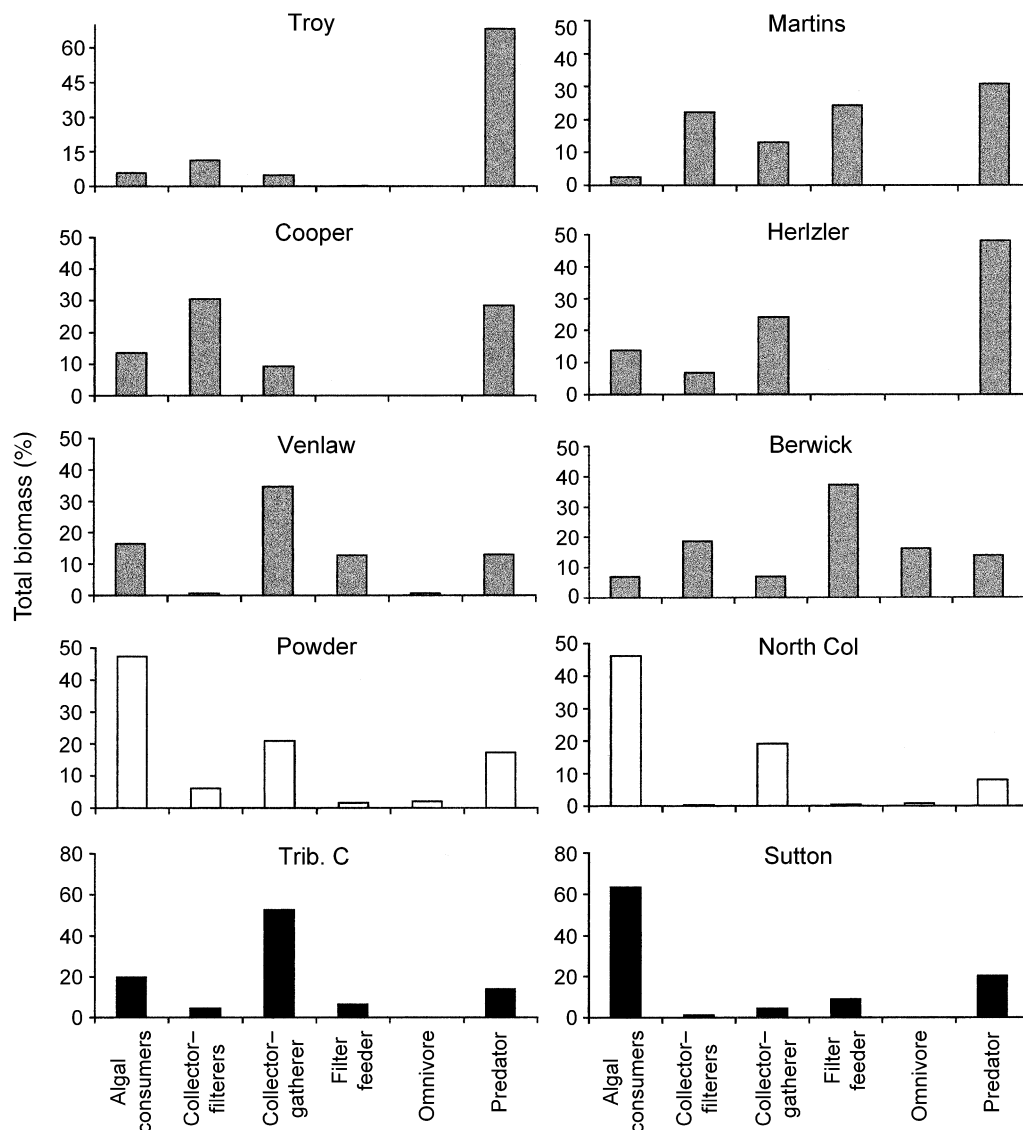 Total biomass (%)
Troy
60
45
30
15
0
Martins
50
40
30
20
10
0
Cooper
50
40
30
20
10
0
Herlzler
50
40
30
20
10
0
Venlaw
50
40
30
20
10
0
Berwick
50
40
30
20
10
0
Powder
50
40
30
20
10
0
North Col
50
40
30
20
10
0
Trib. C
80
60
40
20
0
Sutton
80
60
40
20
0
Algal
consumers
Collector–
filterers
Collector–
gatherer
Filter
feeder
Omnivore
Predator
Algal
consumers
Collector–
filterers
Collector–
gatherer
Filter
feeder
Omnivore
Predator